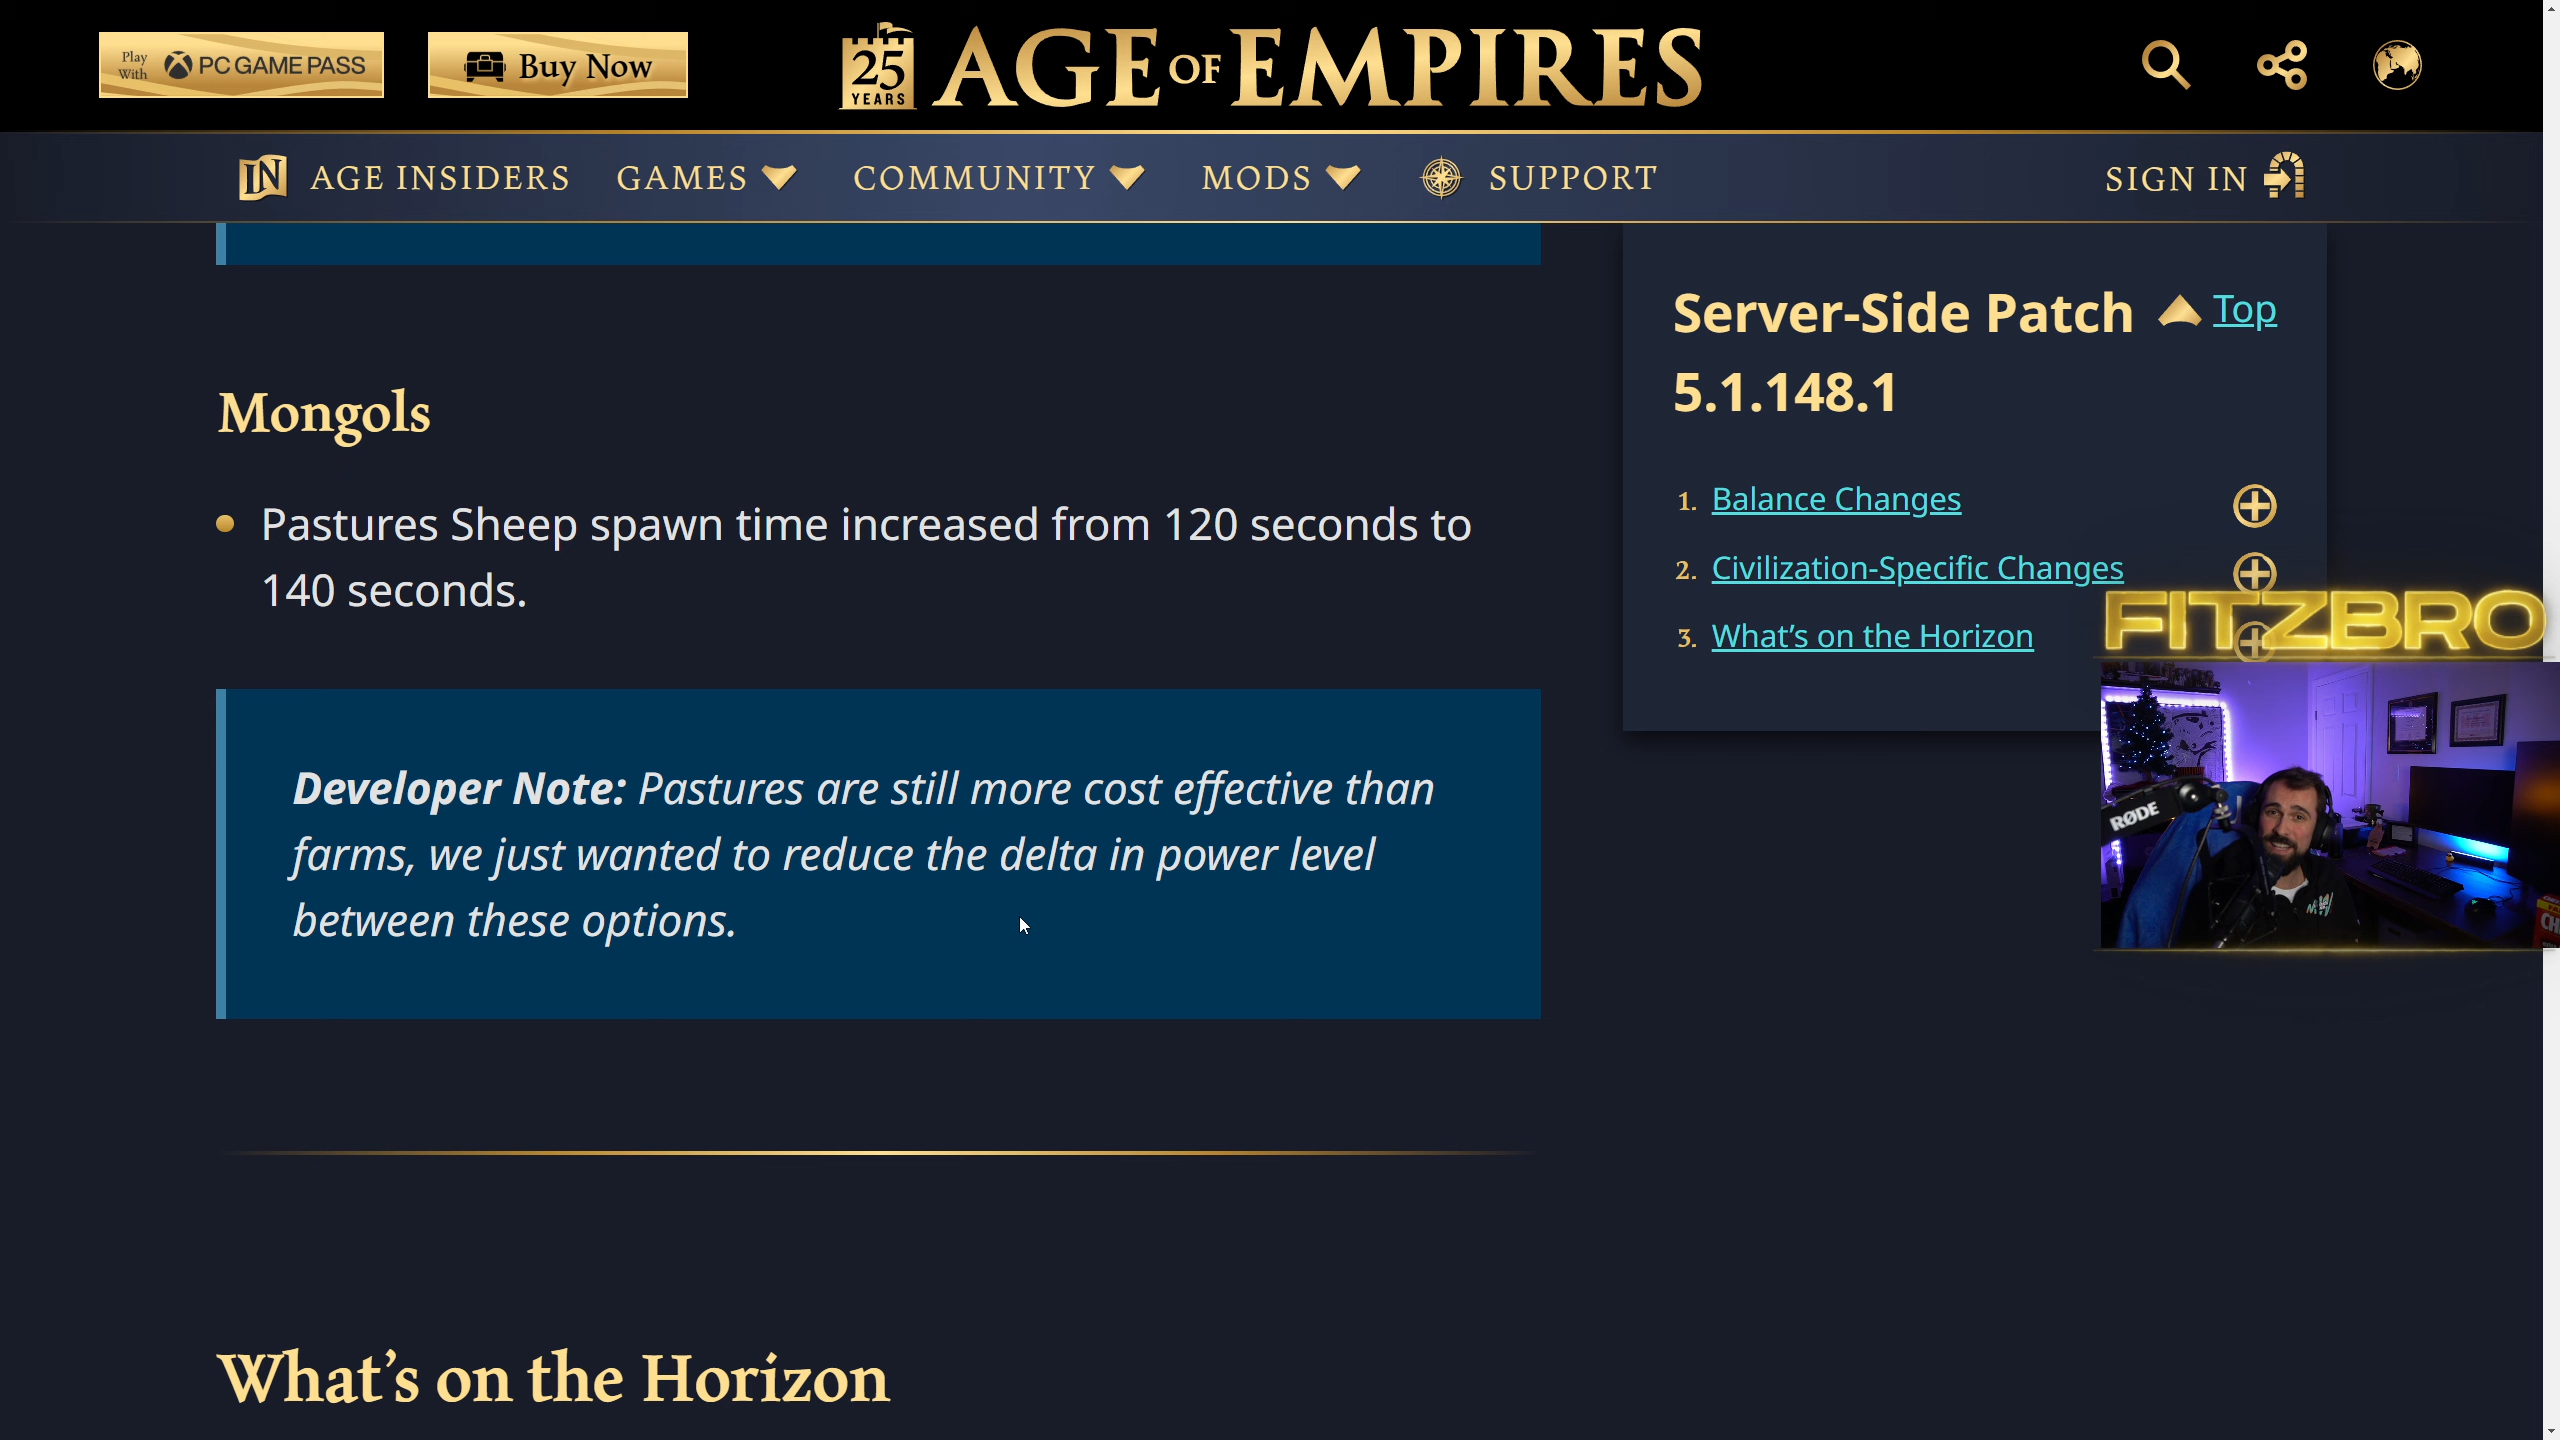 Play With PC GAME PASS
Buy Now
25 YEARS AGE OF EMPIRES
IN AGE INSIDERS GAMES COMMUNITY MODS SUPPORT SIGN IN
Mongols
Pastures Sheep spawn time increased from 120 seconds to
140 seconds.
Developer Note: Pastures are still more cost effective than
farms, we just wanted to reduce the delta in power level
between these options.
What’s on the Horizon
Server-Side Patch Top
5.1.148.1
1. Balance Changes
2. Civilization-Specific Changes
3. What’s on the Horizon
FITZBRO
RØDE